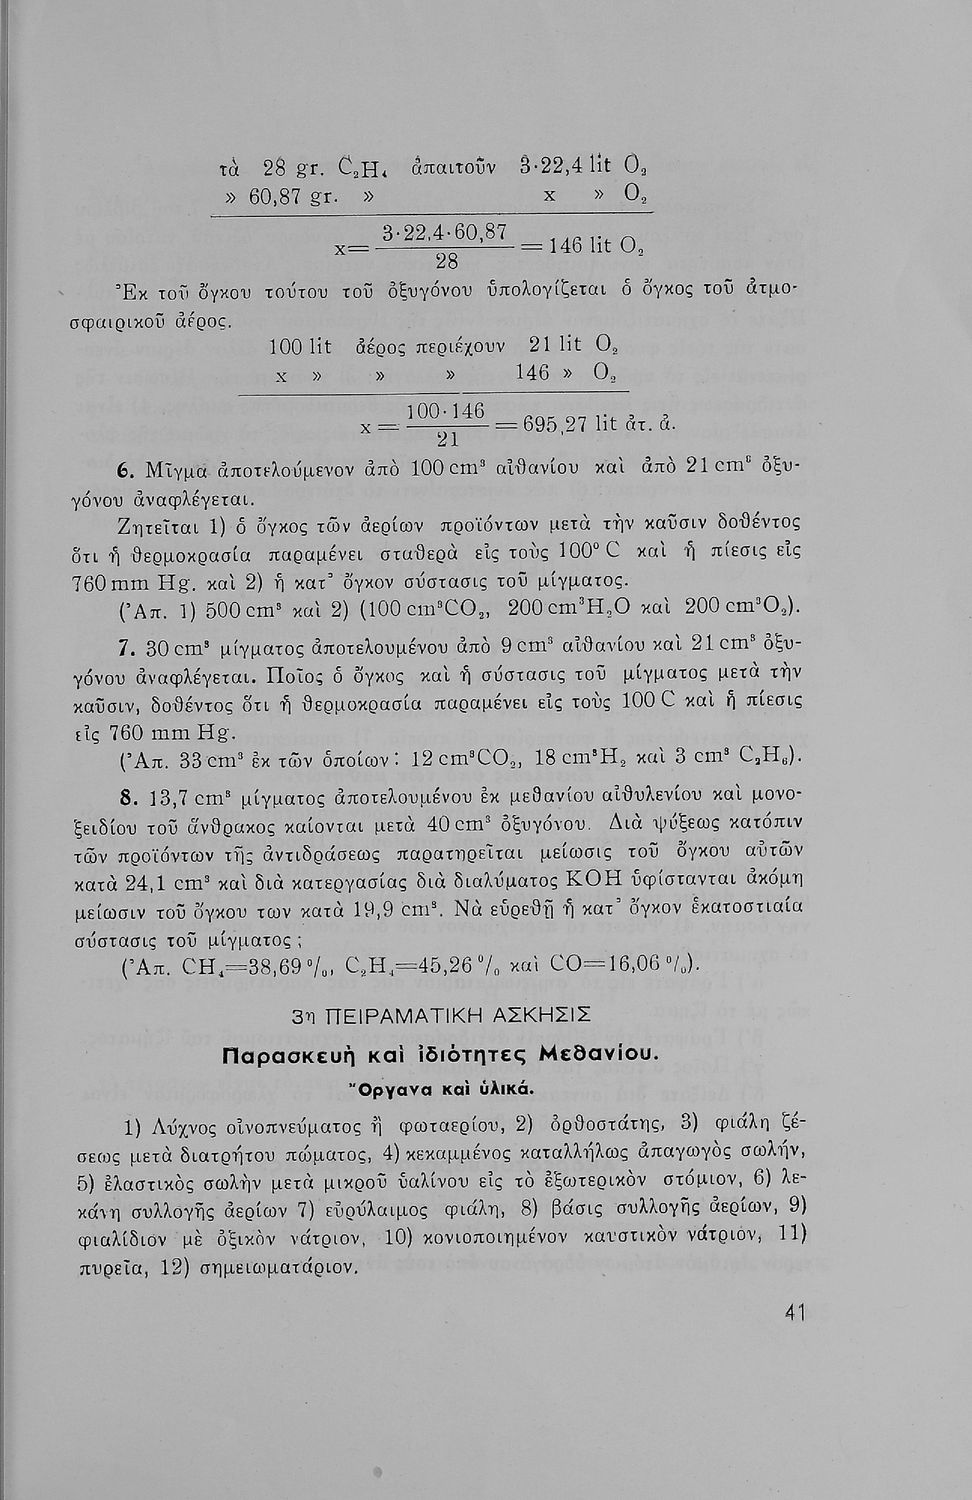 τὰ 28 gr. C₂H₄ ἀπαιτοῦν 3·22,4 lit O₂
» 60,87 gr. » x » O₂
x= 3·22,4·60,87 / 28 = 146 lit O₂
Ἐκ τοῦ ὄγκου τούτου τοῦ ὀξυγόνου ὑπολογίζεται ὁ ὄγκος τοῦ ἀτμο-
σφαιρικοῦ ἀέρος.
100 lit ἀέρος περιέχουν 21 lit O₂
x » » » 146 » O₂
x = 100·146 / 21 = 695,27 lit ἀτ. ἀ.
6. Μῖγμα ἀποτελούμενον ἀπὸ 100 cm³ αἰθανίου καὶ ἀπὸ 21 cm³ ὀξυ-
γόνου ἀναφλέγεται.
Ζητεῖται 1) ὁ ὄγκος τῶν ἀερίων προϊόντων μετὰ τὴν καῦσιν δοθέντος
ὅτι ἡ θερμοκρασία παραμένει σταθερὰ εἰς τοὺς 100° C καὶ ἡ πίεσις εἰς
760 mm Hg. καὶ 2) ἡ κατ’ ὄγκον σύστασις τοῦ μίγματος.
(Ἀπ. 1) 500 cm³ καὶ 2) (100 cm³CO₂, 200 cm³H₂O καὶ 200 cm³O₂).
7. 30 cm³ μίγματος ἀποτελουμένου ἀπὸ 9 cm³ αἰθανίου καὶ 21 cm³ ὀξυ-
γόνου ἀναφλέγεται. Ποῖος ὁ ὄγκος καὶ ἡ σύστασις τοῦ μίγματος μετὰ τὴν
καῦσιν, δοθέντος ὅτι ἡ θερμοκρασία παραμένει εἰς τοὺς 100 C καὶ ἡ πίεσις
εἰς 760 mm Hg.
(Ἀπ. 33 cm³ ἐκ τῶν ὁποίων: 12 cm³CO₂, 18 cm³H₂ καὶ 3 cm³ C₂H₆).
8. 13,7 cm³ μίγματος ἀποτελουμένου ἐκ μεθανίου αἰθυλενίου καὶ μονο-
ξειδίου τοῦ ἄνθρακος καίονται μετὰ 40 cm³ ὀξυγόνου. Διὰ ψύξεως κατόπιν
τῶν προϊόντων τῆς ἀντιδράσεως παρατηρεῖται μείωσις τοῦ ὄγκου αὐτῶν
κατὰ 24,1 cm³ καὶ διὰ κατεργασίας διὰ διαλύματος KOH ὑφίστανται ἀκόμη
μείωσιν τοῦ ὄγκου των κατὰ 19,9 cm³. Νὰ εὑρεθῇ ἡ κατ’ ὄγκον ἑκατοστιαία
σύστασις τοῦ μίγματος ;
(Ἀπ. CH₄=38,69 %, C₂H₄=45,26 % καὶ CO=16,06 %).
3η ΠΕΙΡΑΜΑΤΙΚΗ ΑΣΚΗΣΙΣ
Παρασκευὴ καὶ ἰδιότητες Μεθανίου.
Ὄργανα καὶ ὑλικά.
1) Λύχνος οἰνοπνεύματος ἢ φωταερίου, 2) ὀρθοστάτης, 3) φιάλη ζέ-
σεως μετὰ διατρήτου πώματος, 4) κεκαμμένος καταλλήλως ἀπαγωγὸς σωλήν,
5) ἐλαστικὸς σωλὴν μετὰ μικροῦ ὑαλίνου εἰς τὸ ἐξωτερικὸν στόμιον, 6) λε-
κάνη συλλογῆς ἀερίων 7) εὐρύλαιμος φιάλη, 8) βάσις συλλογῆς ἀερίων, 9)
φιαλίδιον μὲ ὀξικὸν νάτριον, 10) κονιοποιημένον καυστικὸν νάτριον, 11)
πυρεῖα, 12) σημειωματάριον.
41